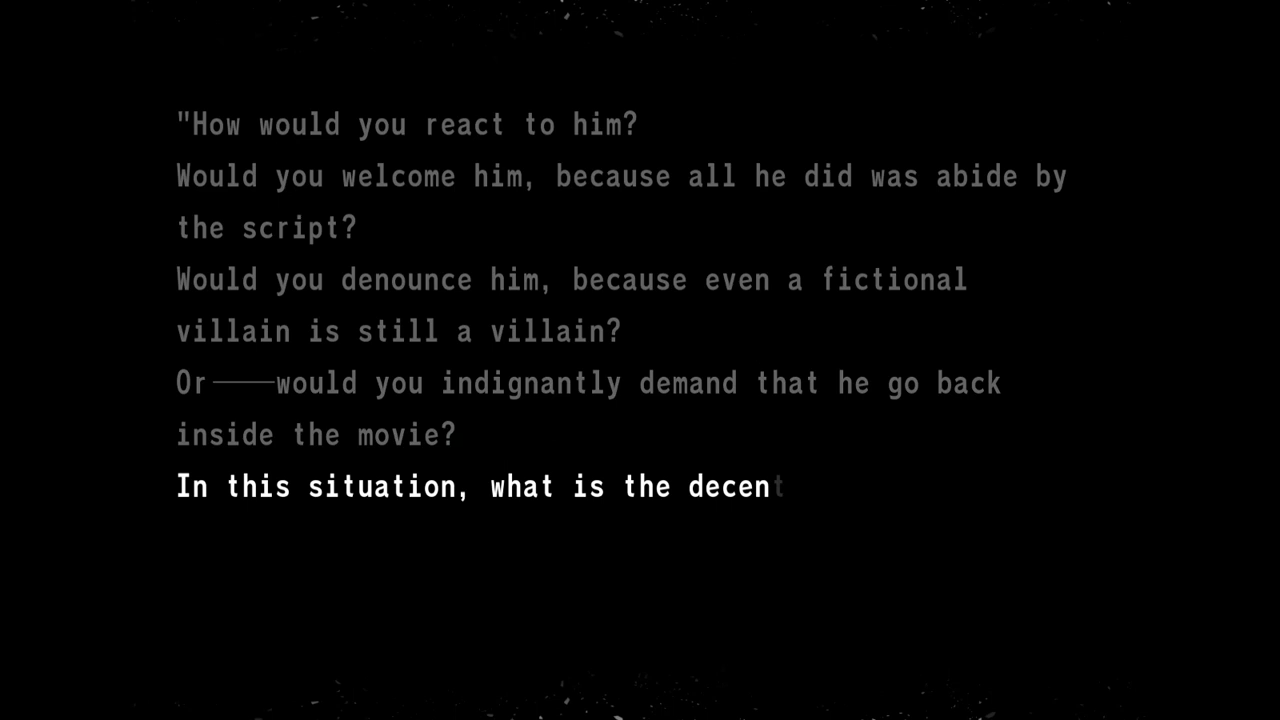 "How would you react to him?
Would you welcome him, because all he did was abide by
the script?
Would you denounce him, because even a fictional
villain is still a villain?
Or——would you indignantly demand that he go back
inside the movie?
In this situation, what is the decent